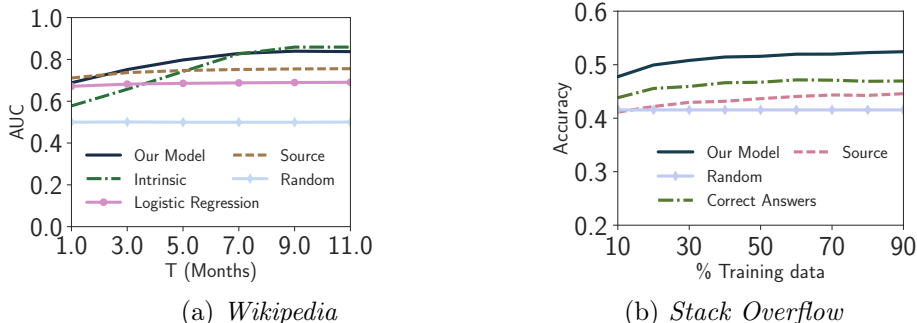 1.0
0.8
0.6
0.4
0.2
0.0
AUC
Our Model
Source
Intrinsic
Random
Logistic Regression
1.0 3.0 5.0 7.0 9.0 11.0
T (Months)
(a) Wikipedia
0.6
0.5
0.4
0.3
0.2
Accuracy
Our Model
Source
Random
Correct Answers
10 30 50 70 90
% Training data
(b) Stack Overflow